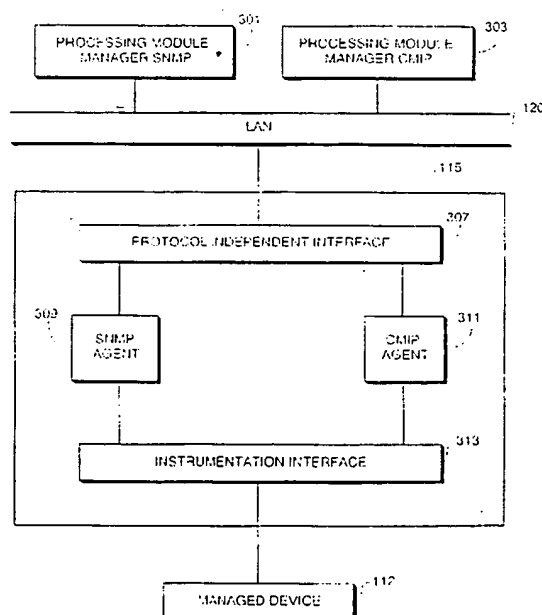 301
PROCESSING MODULE
MANAGER SNMP
303
PROCESSING MODULE
MANAGER CMIP
120
LAN
115
307
PROTOCOL INDEPENDENT INTERFACE
309
SNMP
AGENT
311
CMIP
AGENT
313
INSTRUMENTATION INTERFACE
112
MANAGED DEVICE